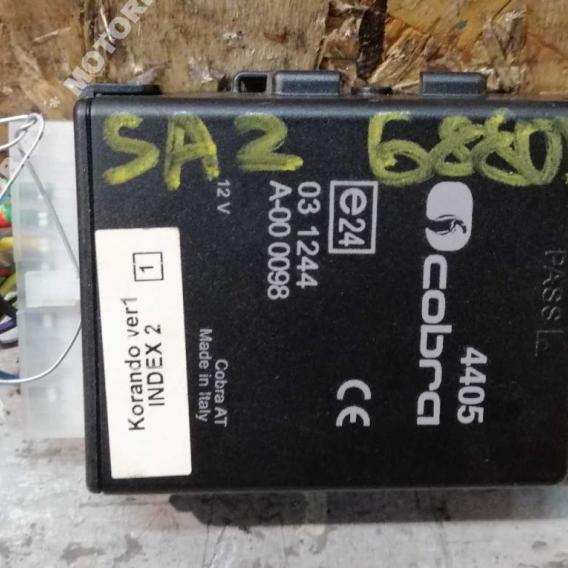 SA2 6880
cobra
4405
e24
03 1244
A-00 0098
12 V
CE
Cobra AT
Made in Italy
Korando ver1
INDEX 2
1
PASS
MOTOR